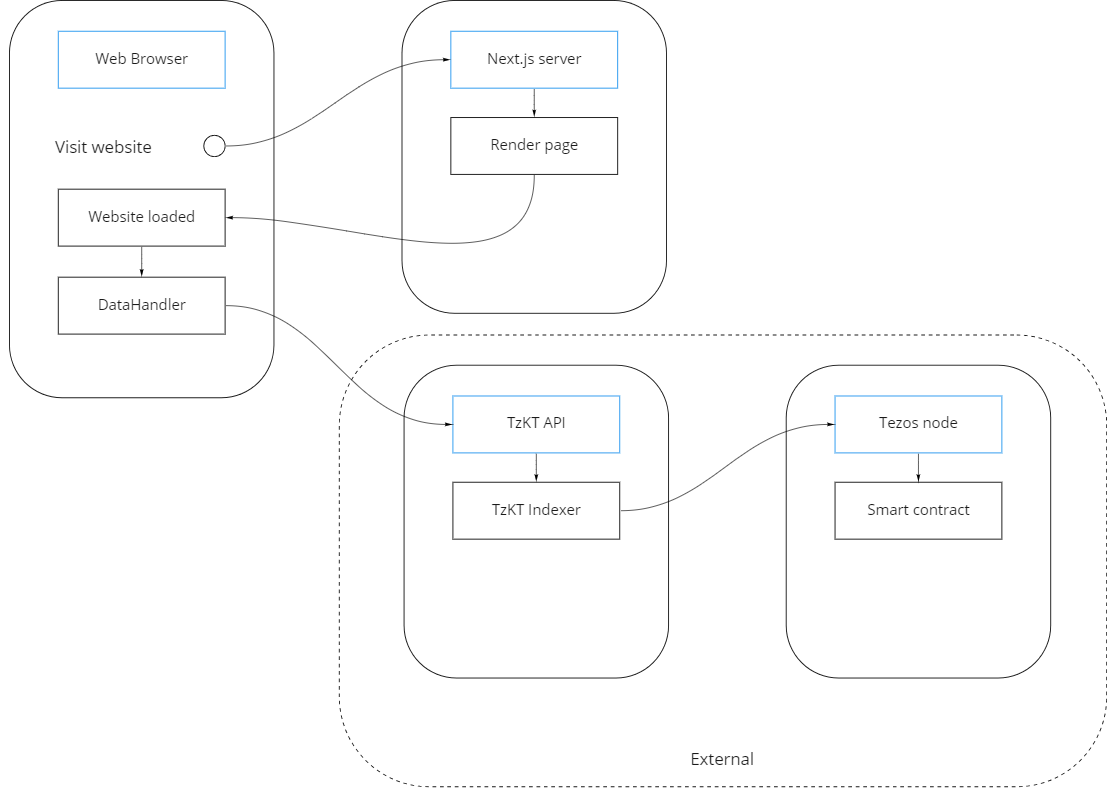 Web Browser
Visit website
Website loaded
DataHandler
Next.js server
Render page
TzKT API
TzKT Indexer
Tezos node
Smart contract
External